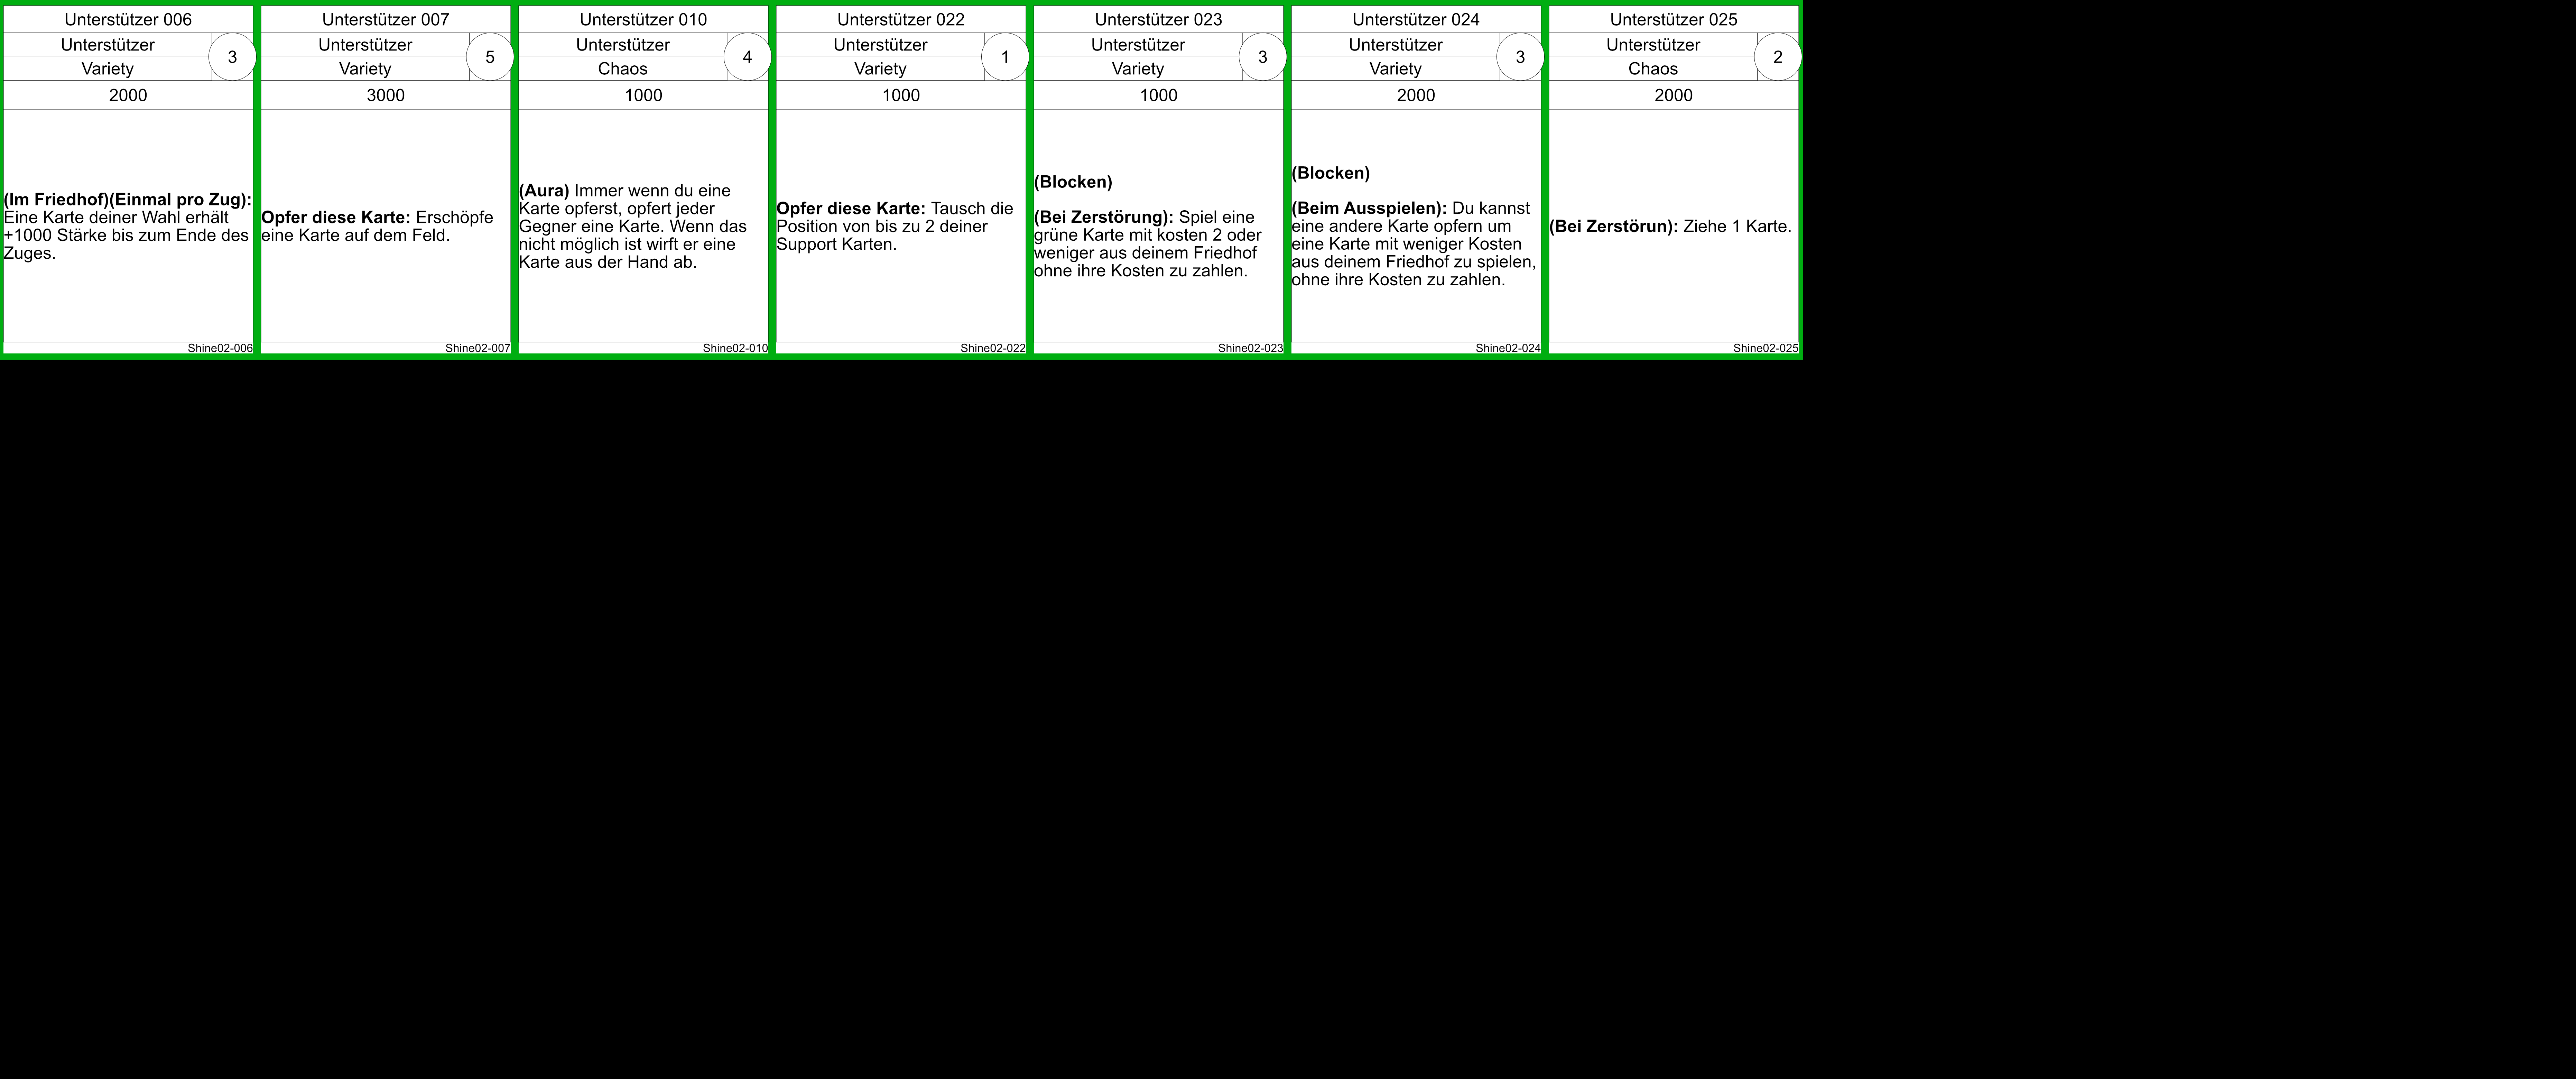 Unterstützer 006
Unterstützer
Variety
3
2000
(Im Friedhof)(Einmal pro Zug):
Eine Karte deiner Wahl erhält
+1000 Stärke bis zum Ende des
Zuges.
Shine02-006
Unterstützer 007
Unterstützer
Variety
5
3000
Opfer diese Karte: Erschöpfe
eine Karte auf dem Feld.
Shine02-007
Unterstützer 010
Unterstützer
Chaos
4
1000
(Aura) Immer wenn du eine
Karte opferst, opfert jeder
Gegner eine Karte. Wenn das
nicht möglich ist wirft er eine
Karte aus der Hand ab.
Shine02-010
Unterstützer 022
Unterstützer
Variety
1
1000
Opfer diese Karte: Tausch die
Position von bis zu 2 deiner
Support Karten.
Shine02-022
Unterstützer 023
Unterstützer
Variety
3
1000
(Blocken)
(Bei Zerstörung): Spiel eine
grüne Karte mit kosten 2 oder
weniger aus deinem Friedhof
ohne ihre Kosten zu zahlen.
Shine02-023
Unterstützer 024
Unterstützer
Variety
3
2000
(Blocken)
(Beim Ausspielen): Du kannst
eine andere Karte opfern um
eine Karte mit weniger Kosten
aus deinem Friedhof zu spielen,
ohne ihre Kosten zu zahlen.
Shine02-024
Unterstützer 025
Unterstützer
Chaos
2
2000
(Bei Zerstörun): Ziehe 1 Karte.
Shine02-025